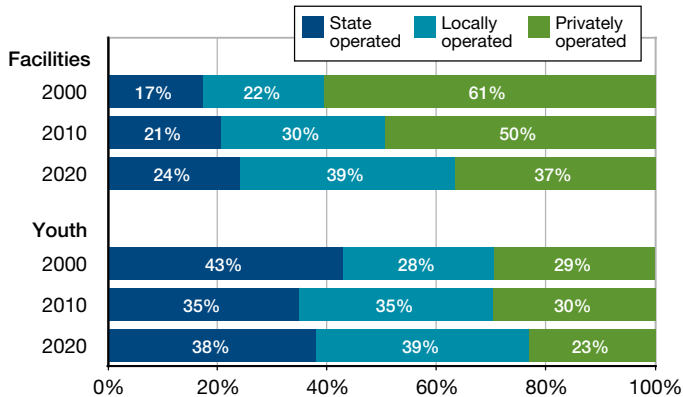 State operated
Locally operated
Privately operated
Facilities
2000 17% 22% 61%
2010 21% 30% 50%
2020 24% 39% 37%
Youth
2000 43% 28% 29%
2010 35% 35% 30%
2020 38% 39% 23%
0% 20% 40% 60% 80% 100%